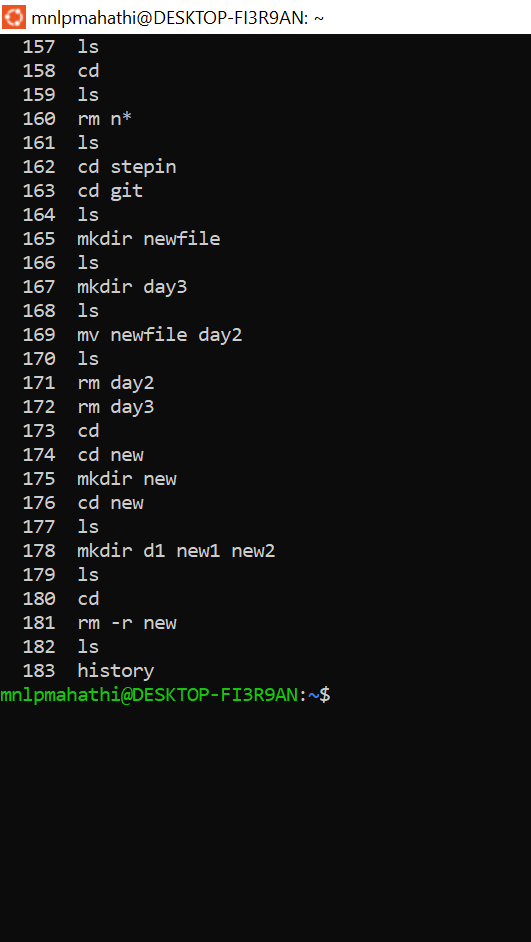 mnlpmahathi@DESKTOP-FI3R9AN: ~
157 ls
158 cd
159 ls
160 rm n*
161 ls
162 cd stepin
163 cd git
164 ls
165 mkdir newfile
166 ls
167 mkdir day3
168 ls
169 mv newfile day2
170 ls
171 rm day2
172 rm day3
173 cd
174 cd new
175 mkdir new
176 cd new
177 ls
178 mkdir d1 new1 new2
179 ls
180 cd
181 rm -r new
182 ls
183 history
mnlpmahathi@DESKTOP-FI3R9AN:~$